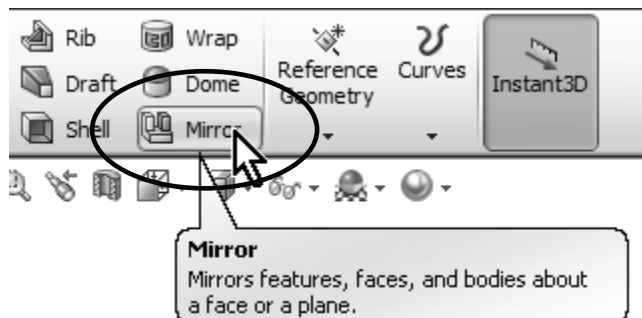 Rib
Wrap
Reference
Geometry
Curves
Instant3D
Draft
Dome
Shell
Mirror
Mirror
Mirrors features, faces, and bodies about
a face or a plane.